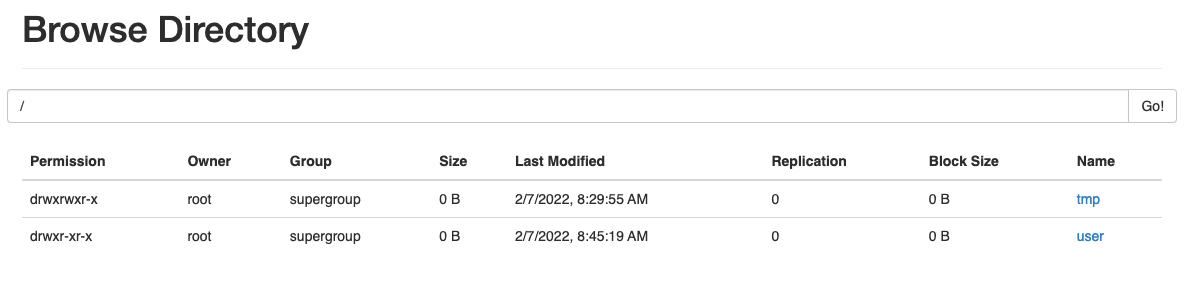 Browse Directory
/ Go!
Permission Owner Group Size Last Modified Replication Block Size Name
drwxrwxr-x root supergroup 0 B 2/7/2022, 8:29:55 AM 0 0 B tmp
drwxr-xr-x root supergroup 0 B 2/7/2022, 8:45:19 AM 0 0 B user